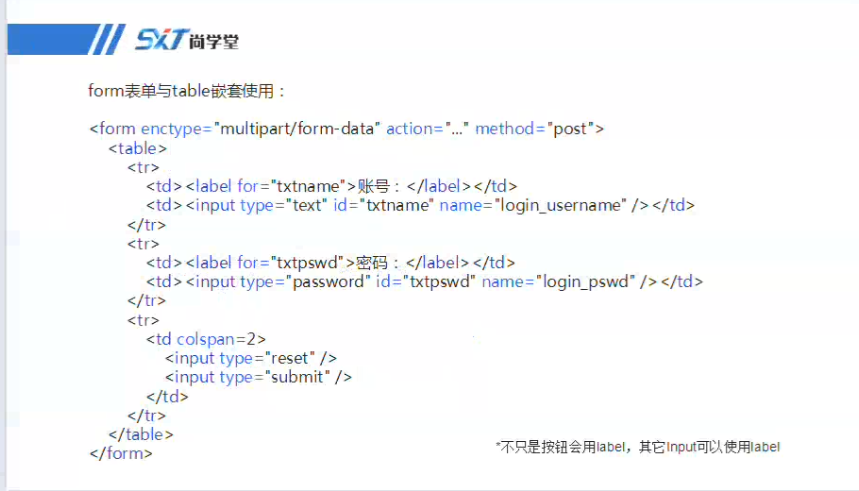 SXT尚学堂
form表单与table嵌套使用：
<form enctype="multipart/form-data" action="..." method="post">
<table>
<tr>
<td><label for="txtname">账号：</label></td>
<td><input type="text" id="txtname" name="login_username" /></td>
</tr>
<tr>
<td><label for="txtpswd">密码：</label></td>
<td><input type="password" id="txtpswd" name="login_pswd" /></td>
</tr>
<tr>
<td colspan=2>
<input type="reset" />
<input type="submit" />
</td>
</tr>
</table>
</form>
*不只是按钮会用label，其它Input可以使用label